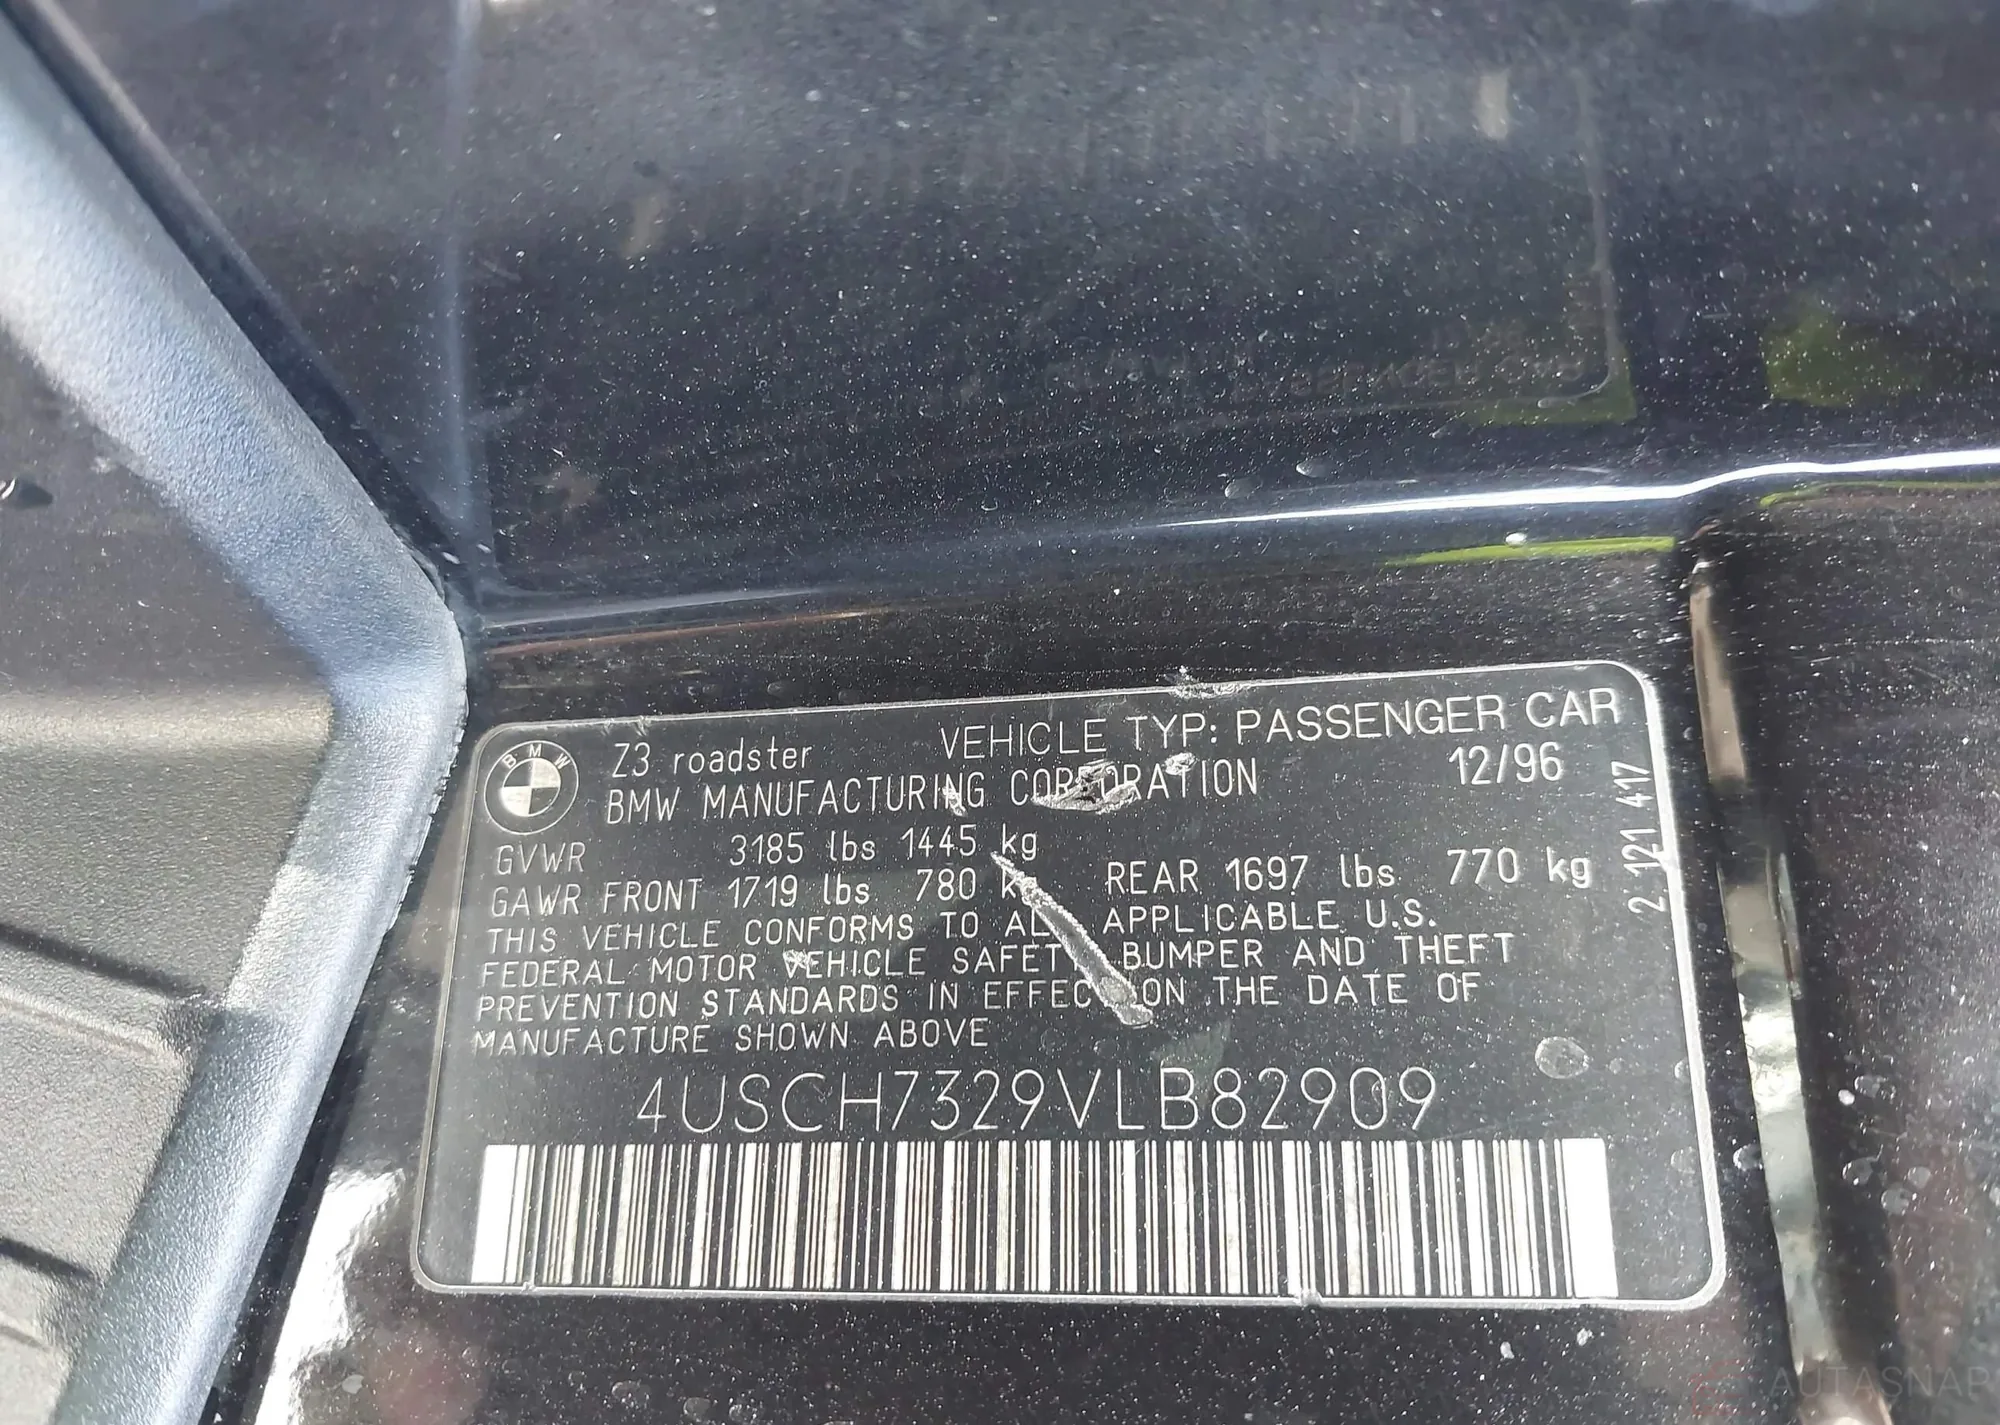 BMW
Z3 roadster VEHICLE TYP: PASSENGER CAR
BMW MANUFACTURING CORPORATION 12/96
GVWR 3185 lbs 1445 kg
GAWR FRONT 1719 lbs 780 kg REAR 1697 lbs 770 kg
THIS VEHICLE CONFORMS TO ALL APPLICABLE U.S.
FEDERAL MOTOR VEHICLE SAFETY BUMPER AND THEFT
PREVENTION STANDARDS IN EFFECT ON THE DATE OF
MANUFACTURE SHOWN ABOVE
4USCH7329VLB82909
2 121 417
AUTASNAP